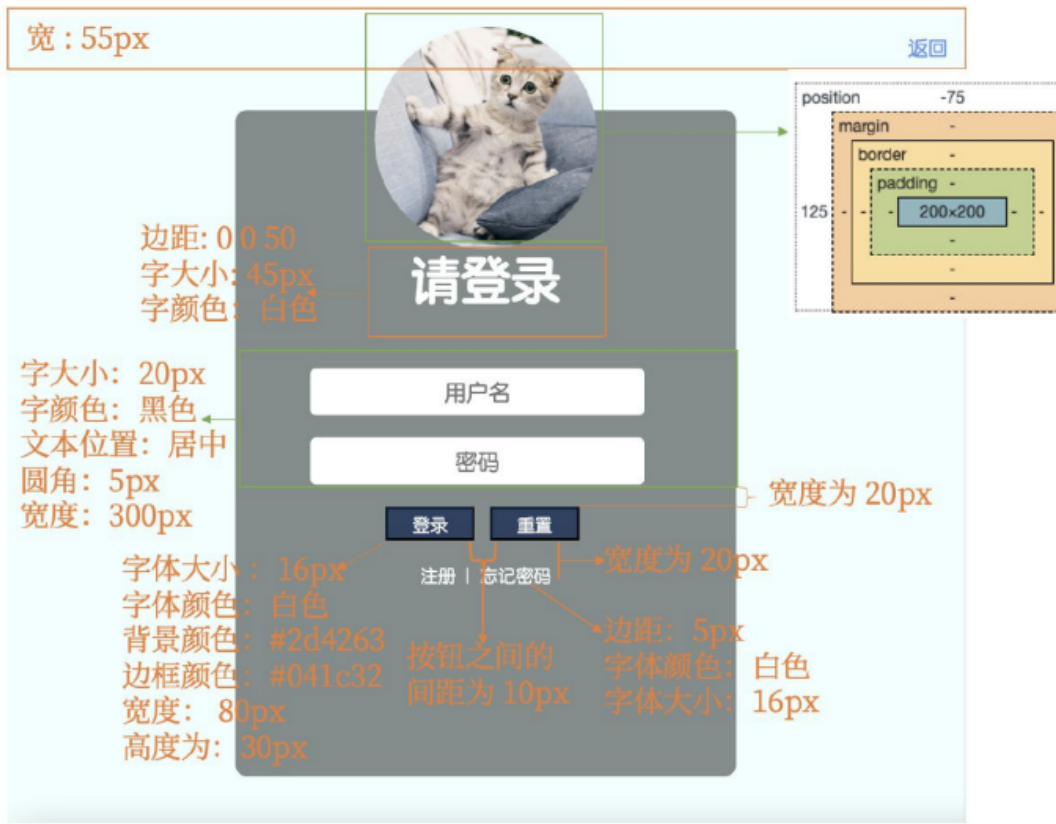 宽 : 55px
返回
position -75
margin -
border -
padding -
125 - - - 200×200 - - -
-
-
-
边距: 0 0 50
字大小: 45px
字颜色：白色
请登录
字大小：20px
字颜色：黑色
文本位置：居中
圆角：5px
宽度：300px
用户名
密码
宽度为 20px
登录 重置
宽度为 20px
注册 | 忘记密码
字体大小 ：16px
字体颜色：白色
背景颜色：#2d4263
边框颜色：#041c32
宽度： 80px
高度为：30px
按钮之间的
间距为 10px
边距：5px
字体颜色：白色
字体大小：16px